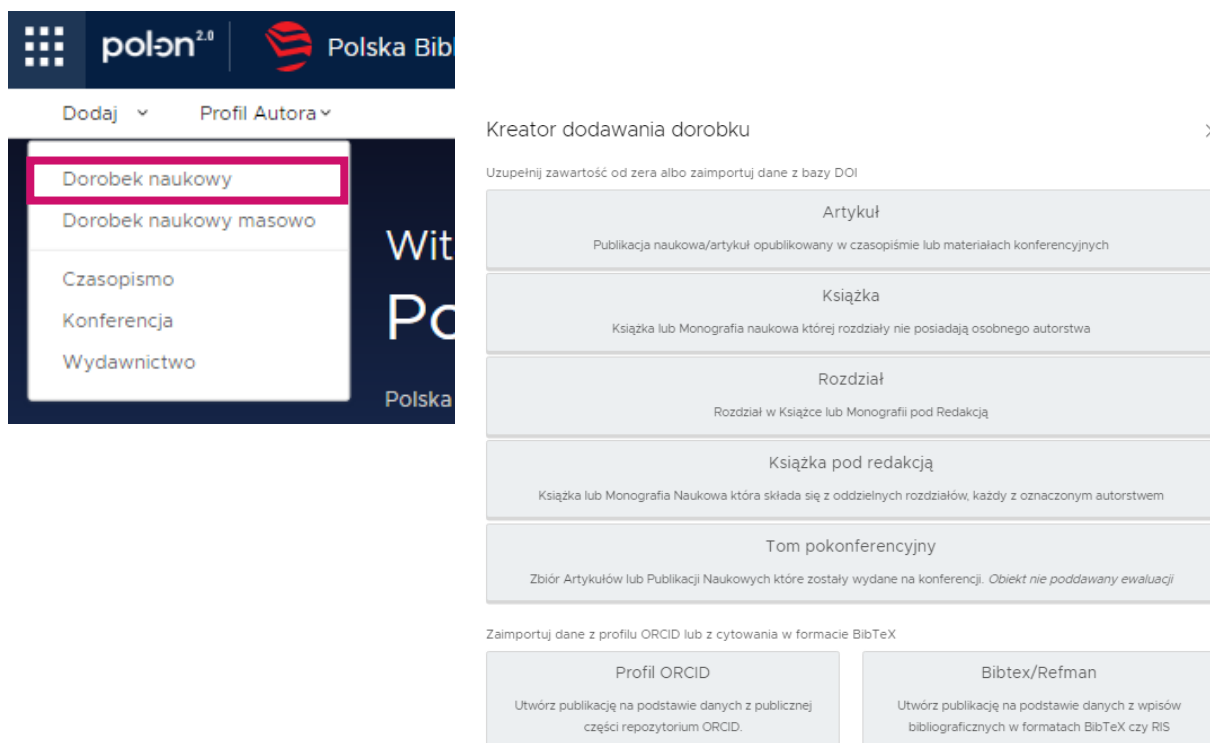 polon 2.0
Polska Bib
Dodaj
Profil Autora
Dorobek naukowy
Dorobek naukowy masowo
Czasopismo
Konferencja
Wydawnictwo
Wit
Po
Polska
Kreator dodawania dorobku
Uzupełnij zawartość od zera albo zaimportuj dane z bazy DOI
Artykuł
Publikacja naukowa/artykuł opublikowany w czasopiśmie lub materiałach konferencyjnych
Książka
Książka lub Monografia naukowa której rozdziały nie posiadają osobnego autorstwa
Rozdział
Rozdział w Książce lub Monografii pod Redakcją
Książka pod redakcją
Książka lub Monografia Naukowa która składa się z oddzielnych rozdziałów, każdy z oznaczonym autorstwem
Tom pokonferencyjny
Zbiór Artykułów lub Publikacji Naukowych które zostały wydane na konferencji. Obiekt nie poddawany ewaluacji
Zaimportuj dane z profilu ORCID lub z cytowania w formacie BibTeX
Profil ORCID
Utwórz publikację na podstawie danych z publicznej
części repozytorium ORCID.
Bibtex/Refman
Utwórz publikację na podstawie danych z wpisów
bibliograficznych w formatach BibTeX czy RIS